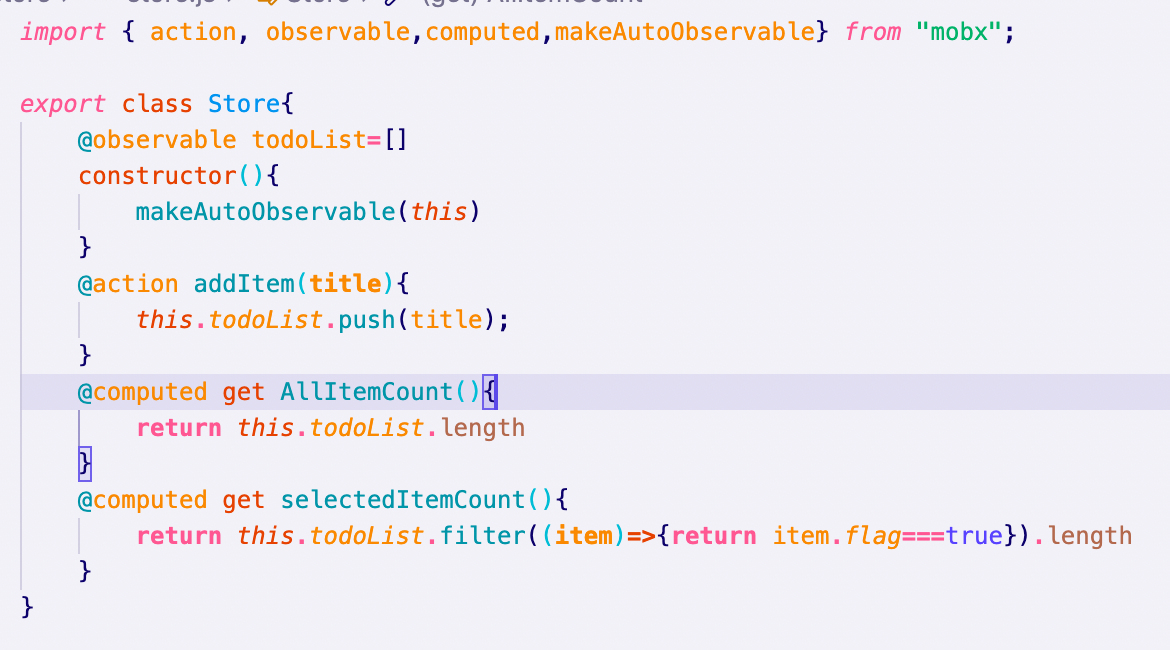 import { action, observable,computed,makeAutoObservable} from "mobx";
export class Store{
@observable todoList=[]
constructor(){
makeAutoObservable(this)
}
@action addItem(title){
this.todoList.push(title);
}
@computed get AllItemCount(){
return this.todoList.length
}
@computed get selectedItemCount(){
return this.todoList.filter((item)=>{return item.flag===true}).length
}
}